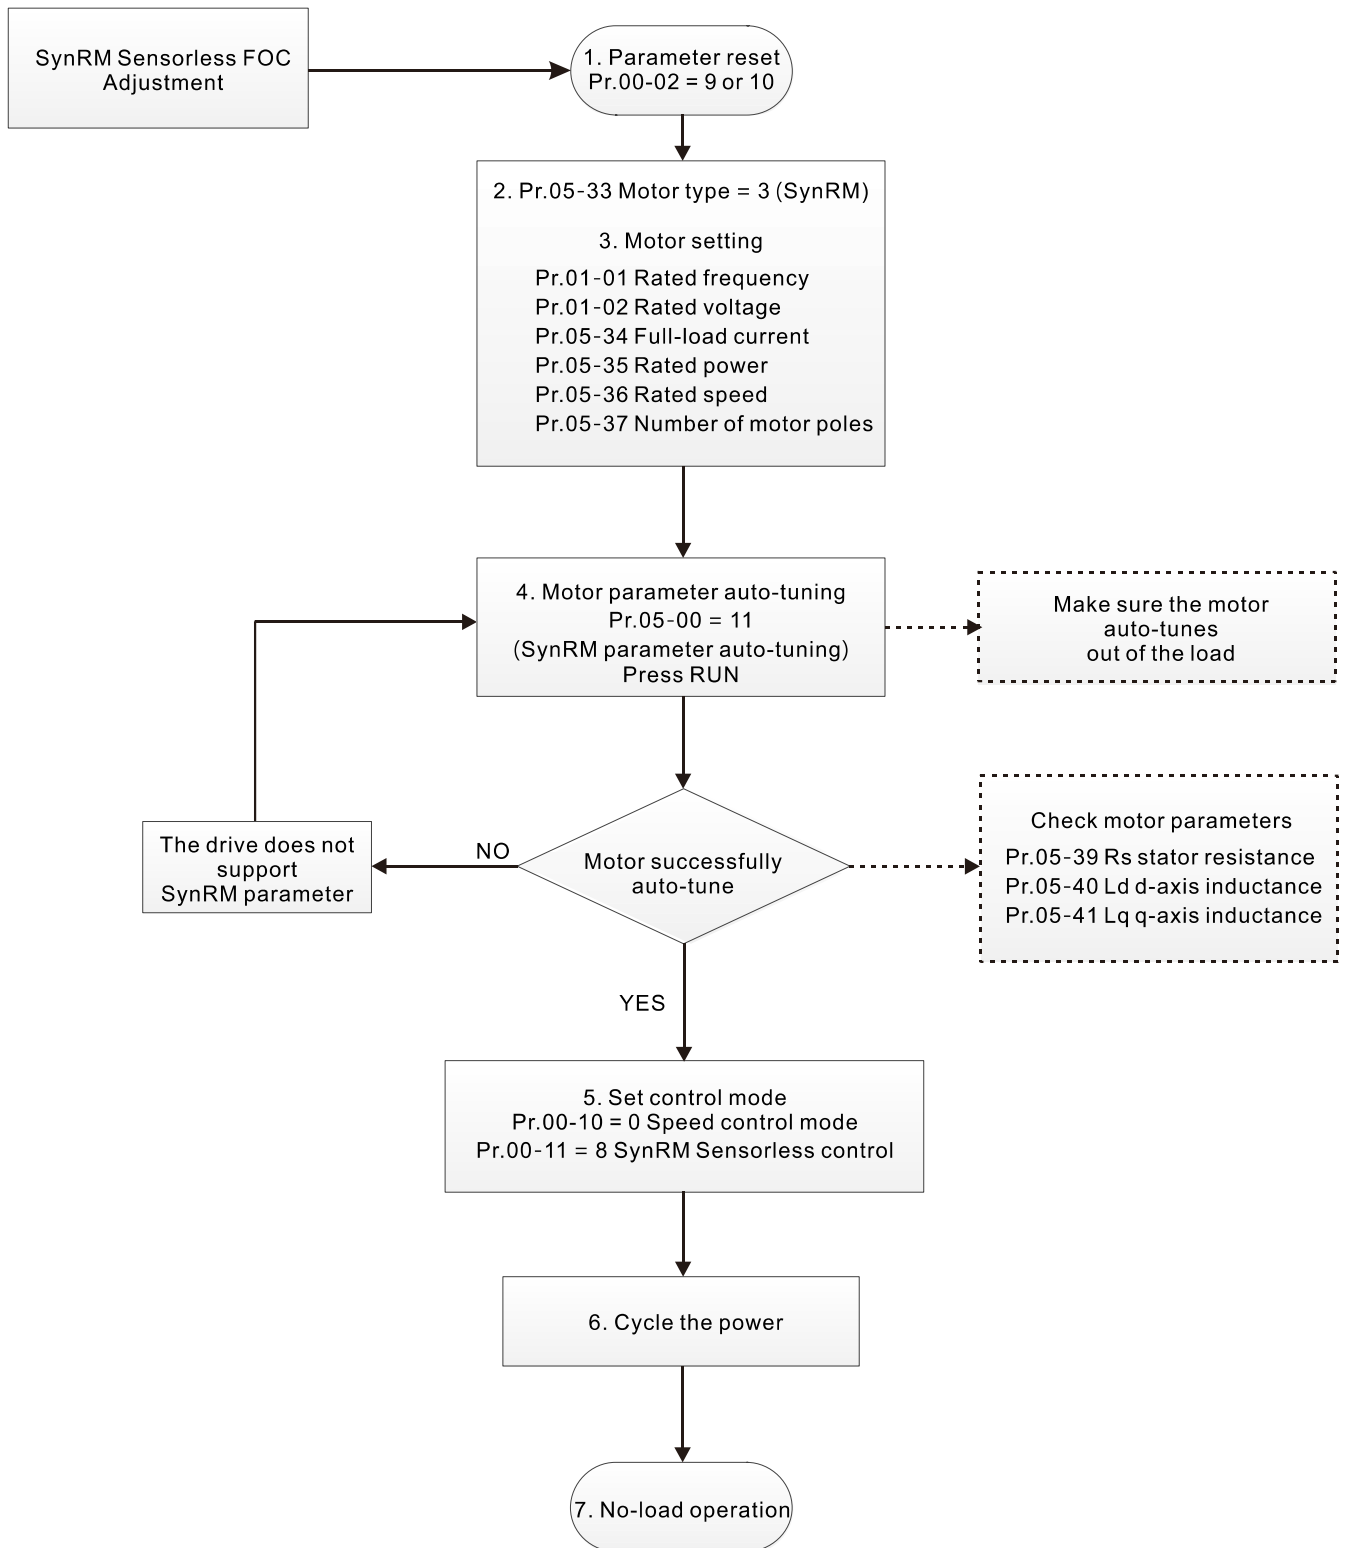 SynRM Sensorless FOC
Adjustment
1. Parameter reset
Pr.00-02 = 9 or 10
2. Pr.05-33 Motor type = 3 (SynRM)
3. Motor setting
Pr.01-01 Rated frequency
Pr.01-02 Rated voltage
Pr.05-34 Full-load current
Pr.05-35 Rated power
Pr.05-36 Rated speed
Pr.05-37 Number of motor poles
4. Motor parameter auto-tuning
Pr.05-00 = 11
(SynRM parameter auto-tuning)
Press RUN
Make sure the motor
auto-tunes
out of the load
The drive does not
support
SynRM parameter
NO
Motor successfully
auto-tune
Check motor parameters
Pr.05-39 Rs stator resistance
Pr.05-40 Ld d-axis inductance
Pr.05-41 Lq q-axis inductance
YES
5. Set control mode
Pr.00-10 = 0 Speed control mode
Pr.00-11 = 8 SynRM Sensorless control
6. Cycle the power
7. No-load operation